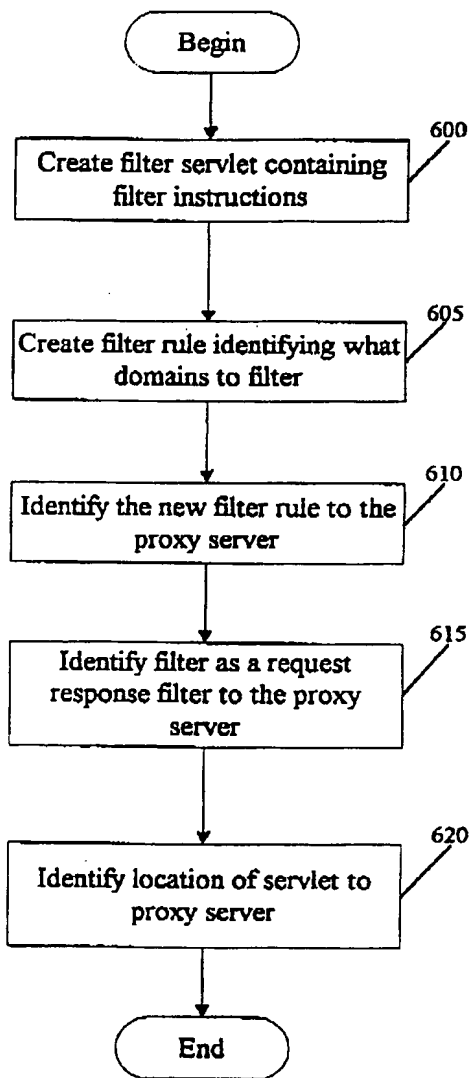 Begin
600
Create filter servlet containing
filter instructions
605
Create filter rule identifying what
domains to filter
610
Identify the new filter rule to the
proxy server
615
Identify filter as a request
response filter to the proxy
server
620
Identify location of servlet to
proxy server
End